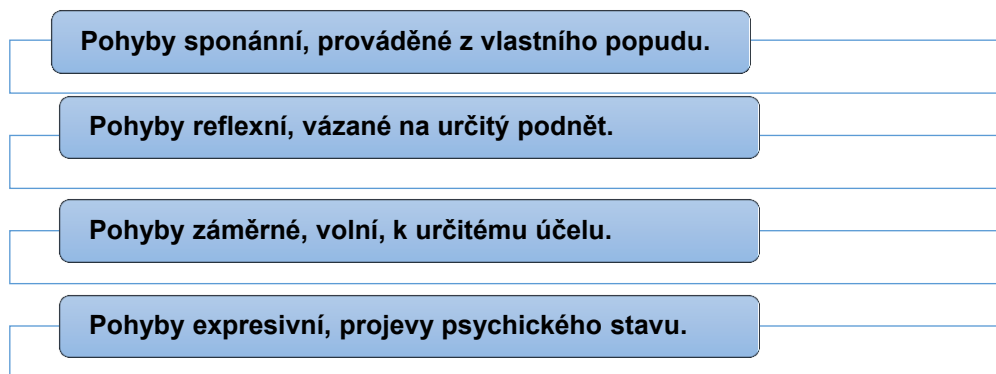 Pohyby sponánní, prováděné z vlastního popudu.
Pohyby reflexní, vázané na určitý podnět.
Pohyby záměrné, volní, k určitému účelu.
Pohyby expresivní, projevy psychického stavu.